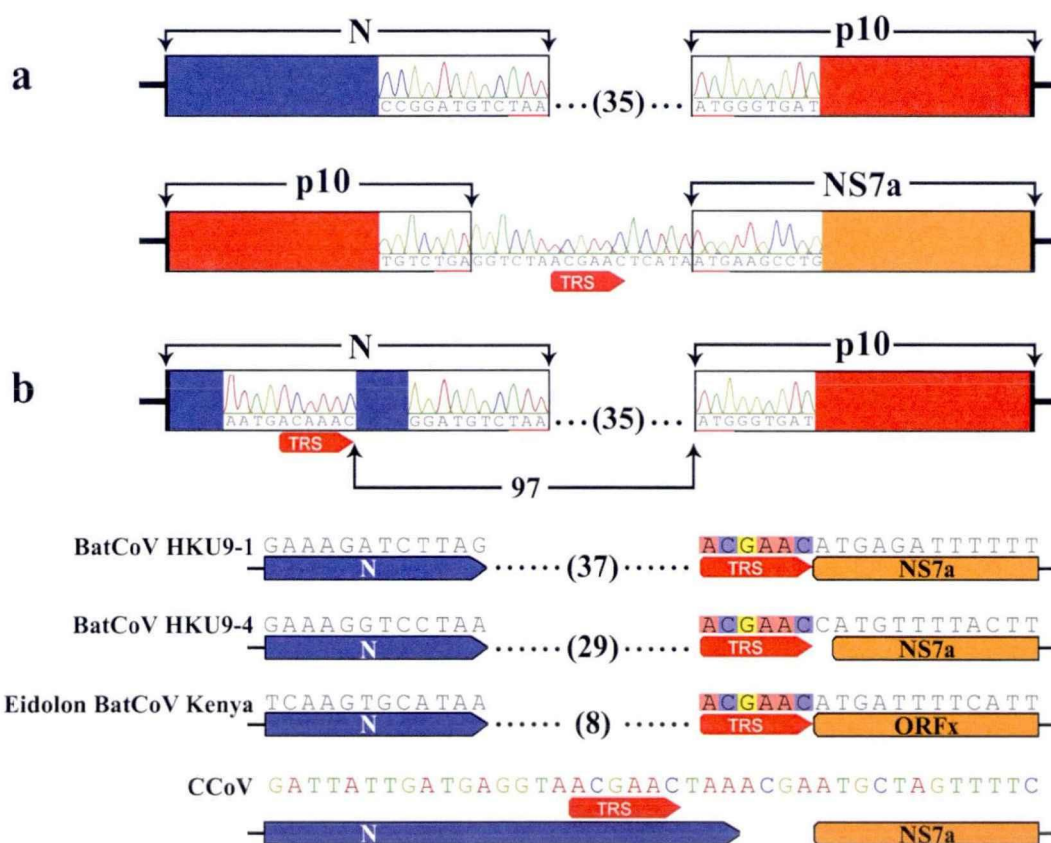 a
N
p10
CCGGATGTCTAA ...(35)... ATGGGTGAT
p10
NS7a
TGTCTGAGGTCTAACGAACTCATAATGAAGCCTG
TRS
b
N
p10
AATGACAAAC GGATGTCTAA ...(35)... ATGGGTGAT
TRS
97
BatCoV HKU9-1 GAAAGATCTTAG ACGAACATGAGATTTTTT
N ......(37)...... TRS NS7a
BatCoV HKU9-4 GAAAGGTCCTAA ACGAACCATGTTTTACTT
N ......(29)...... TRS NS7a
Eidolon BatCoV Kenya TCAAGTGCATAA ACGAACATGATTTTCATT
N ......(8)...... TRS ORFx
CCoV GATTATTGATGAGGTAACGAACTAAACGAATGCTAGTTTTC
TRS
N NS7a